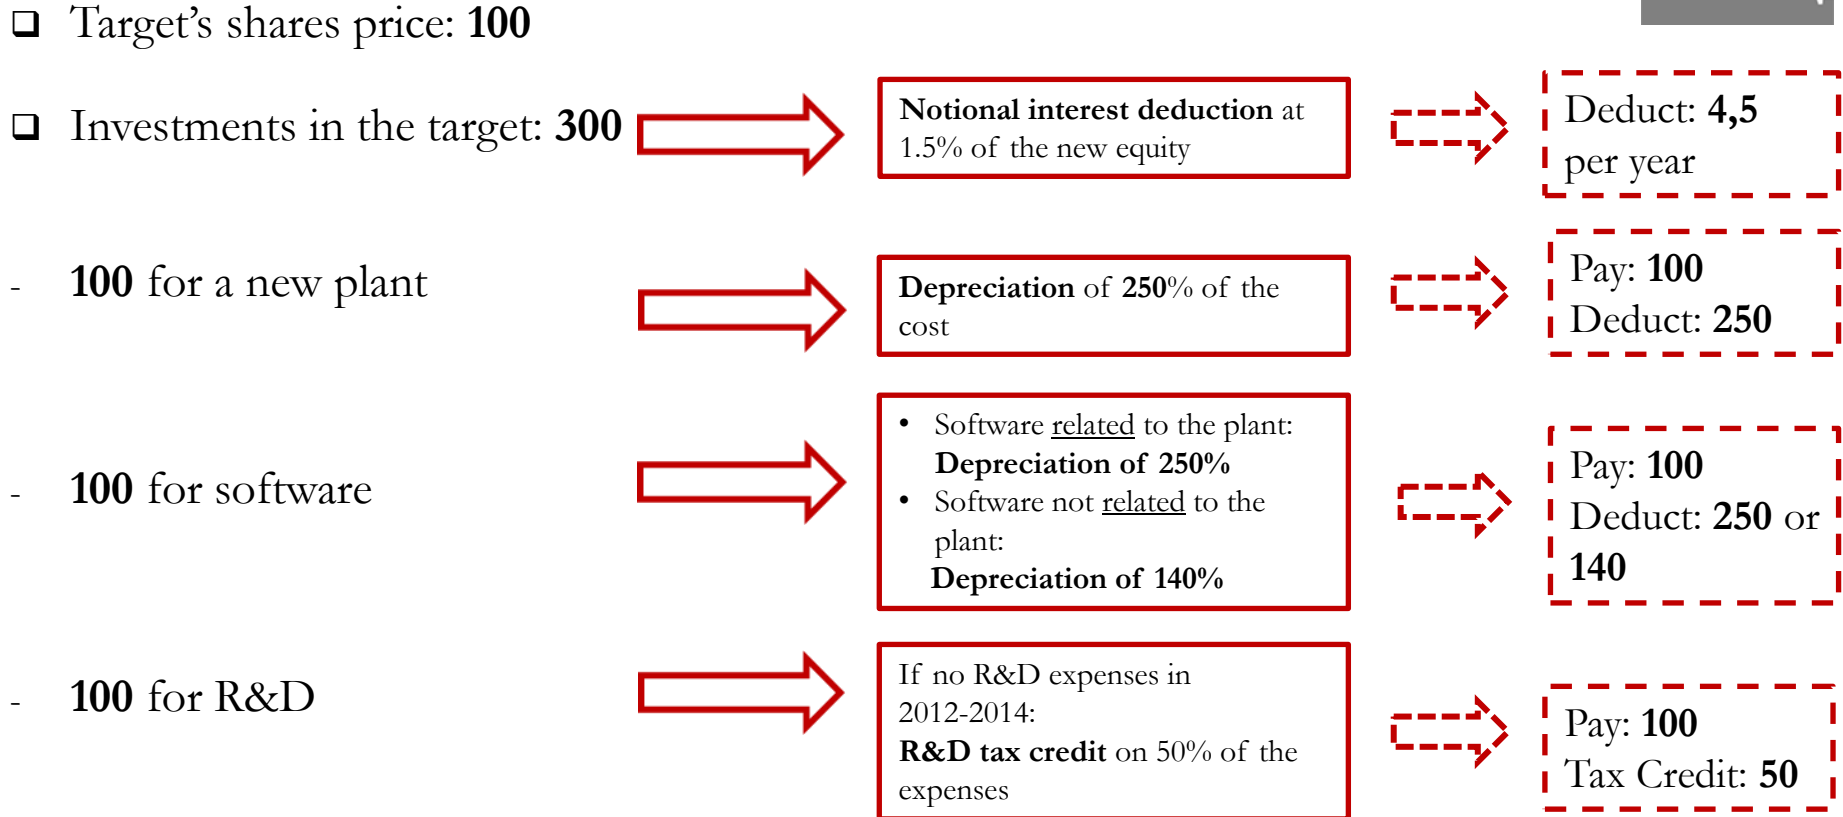 ❑ Target's shares price: 100
❑ Investments in the target: 300
Notional interest deduction at
1.5% of the new equity
Deduct: 4,5
per year
- 100 for a new plant
Depreciation of 250% of the
cost
Pay: 100
Deduct: 250
- 100 for software
• Software related to the plant:
Depreciation of 250%
• Software not related to the
plant:
Depreciation of 140%
Pay: 100
Deduct: 250 or
140
- 100 for R&D
If no R&D expenses in
2012-2014:
R&D tax credit on 50% of the
expenses
Pay: 100
Tax Credit: 50